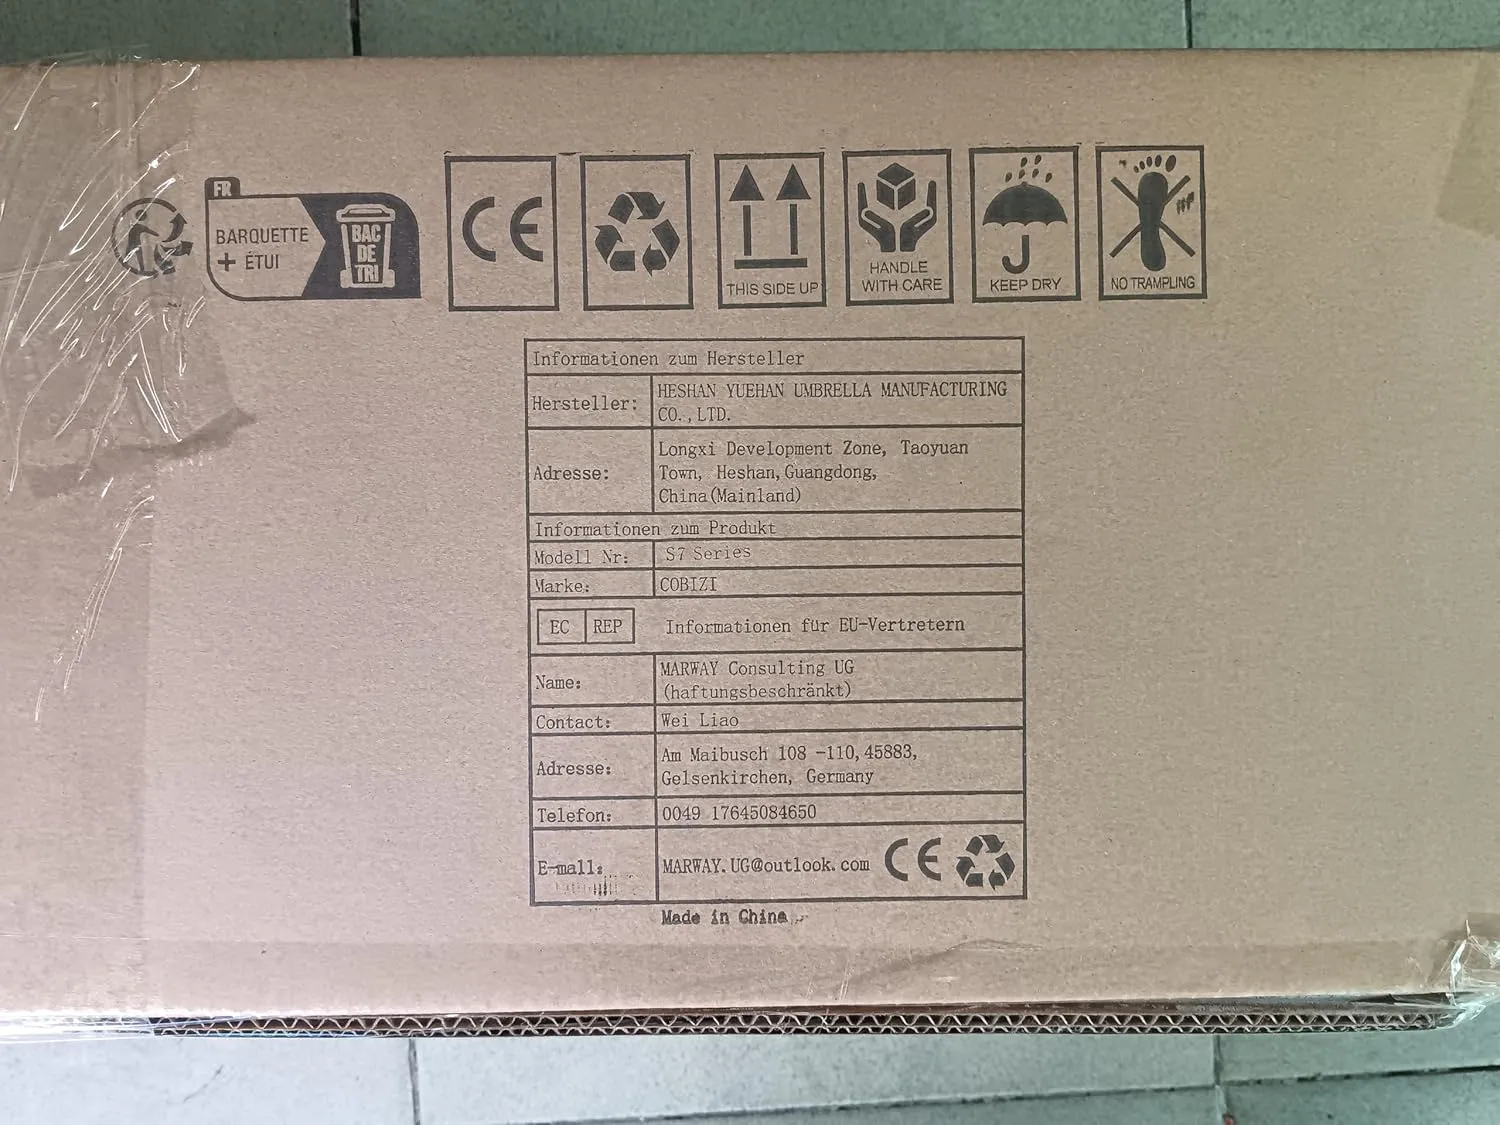 FR
BARQUETTE
+ ÉTUI
BAC
DE
TRI
CE
THIS SIDE UP
HANDLE
WITH CARE
KEEP DRY
NO TRAMPLING
Informationen zum Hersteller
Hersteller:
HESHAN YUEHAN UMBRELLA MANUFACTURING
CO.,LTD.
Adresse:
Longxi Development Zone, Taoyuan
Town, Heshan,Guangdong,
China(Mainland)
Informationen zum Produkt
Modell Nr: S7 Series
Marke: COBIZI
EC REP Informationen für EU-Vertretern
Name:
MARWAY Consulting UG
(haftungsbeschränkt)
Contact: Wei Liao
Adresse:
Am Maibusch 108 -110,45883,
Gelsenkirchen, Germany
Telefon: 0049 17645084650
E-mall: MARWAY.UG@outlook.com CE
Made in China